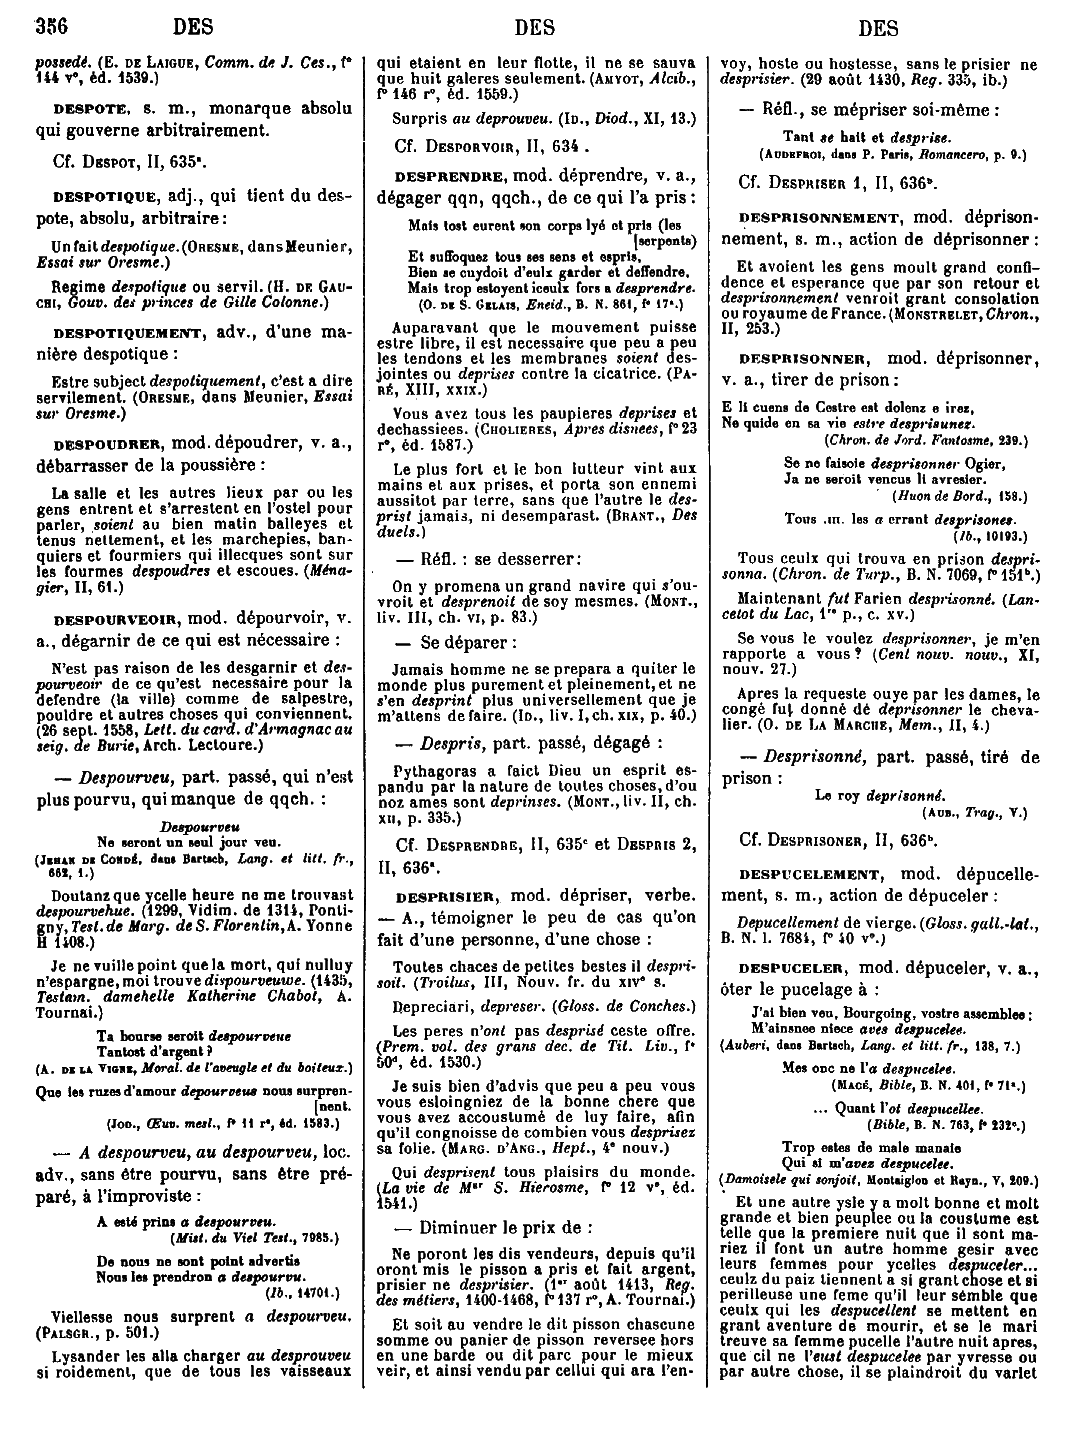 356 DES DES DES
possedé. (E. DE LAIGUE, Comm. de J. Ces., f°
144 v°, éd. 1539.)
DESPOTE, s. m., monarque absolu
qui gouverne arbitrairement.
Cf. DESPOT, II, 635ª.
DESPOTIQUE, adj., qui tient du des-
pote, absolu, arbitraire :
Un fait despotique. (ORESME, dans Meunier,
Essai sur Oresme.)
Regime despotique ou servil. (H. DE GAU-
CHI, Gouv. des princes de Gille Colonne.)
DESPOTIQUEMENT, adv., d'une ma-
nière despotique :
Estre subject despotiquement, c'est a dire
servilement. (ORESME, dans Meunier, Essai
sur Oresme.)
DESPOUDRER, mod. dépoudrer, v. a.,
débarrasser de la poussière :
La salle et les autres lieux par ou les
gens entrent et s'arrestent en l'ostel pour
parler, soient au bien matin balleyes et
tenus nettement, et les marchepies, ban-
quiers et fourmiers qui illecques sont sur
les fourmes despoudres et escoues. (Ména-
gier, II, 61.)
DESPOURVEOIR, mod. dépourvoir, v.
a., dégarnir de ce qui est nécessaire :
N'est pas raison de les desgarnir et des-
pourveoir de ce qu'est necessaire pour la
defendre (la ville) comme de salpestre,
pouldre et autres choses qui conviennent.
(26 sept. 1558, Lett. du card. d'Armagnac au
seig. de Burie, Arch. Lectoure.)
— Despourveu, part. passé, qui n'est
plus pourvu, qui manque de qqch. :
Despourveu
Ne seront un seul jour veu.
(JEHAN DE CONDÉ, dans Bartsch, Lang. et litt. fr.,
662, 1.)
Doutanz que ycelle heure ne me trouvast
despourvehue. (1299, Vidim. de 1314, Ponti-
gny, Test. de Marg. de S. Florentin, A. Yonne
H 1408.)
Je ne vuille point que la mort, qui nulluy
n'espargne, moi trouve dispourveuwe. (1435,
Testam. damehelle Katherine Chabot, A.
Tournai.)
Ta bourse seroit despourveue
Tantost d'argent ?
(A. DE LA VIGNE, Moral. de l'aveugle et du boiteux.)
Que les ruzes d'amour depourveus nous surpren-
[nent.
(JOD., Œuv. mesl., f° 11 r°, éd. 1583.)
— A despourveu, au despourveu, loc.
adv., sans être pourvu, sans être pré-
paré, à l'improviste :
A esté prins a despourveu.
(Mist. du Viel Test., 7985.)
De nous ne sont point advertis
Nous les prendron a despourvu.
(Ib., 14701.)
Viellesse nous surprent a despourveu.
(PALSGR., p. 501.)
Lysander les alla charger au desprouveu
si roidement, que de tous les vaisseaux
qui etaient en leur flotte, il ne se sauva
que huit galeres seulement. (AMYOT, Alcib.,
f° 146 r°, éd. 1559.)
Surpris au deprouveu. (ID., Diod., XI, 13.)
Cf. DESPORVOIR, II, 634 .
DESPRENDRE, mod. déprendre, v. a.,
dégager qqn, qqch., de ce qui l'a pris :
Mais tost eurent son corps lyé et pris (les
[serpents)
Et suffoquez tous ses sens et espris,
Bien se cuydoit d'eulx garder et deffendre,
Mais trop estoyent iceulx fors a desprendre.
(O. DE S. GELAIS, Eneid., B. N. 861, f° 17ª.)
Auparavant que le mouvement puisse
estre libre, il est necessaire que peu a peu
les tendons et les membranes soient des-
jointes ou deprises contre la cicatrice. (PA-
RÉ, XIII, XXIX.)
Vous avez tous les paupieres deprises et
dechassiees. (CHOLIERES, Apres disnees, f° 23
r°, éd. 1587.)
Le plus fort et le bon lutteur vint aux
mains et aux prises, et porta son ennemi
aussitot par terre, sans que l'autre le des-
prist jamais, ni desemparast. (BRANT., Des
duels.)
— Réfl. : se desserrer :
On y promena un grand navire qui s'ou-
vroit et desprenoit de soy mesmes. (MONT.,
liv. III, ch. VI, p. 83.)
— Se déparer :
Jamais homme ne se prepara a quiter le
monde plus purement et pleinement, et ne
s'en desprint plus universellement que je
m'attens de faire. (ID., liv. I, ch. XIX, p. 40.)
— Despris, part. passé, dégagé :
Pythagoras a faict Dieu un esprit es-
pandu par la nature de toutes choses, d'ou
noz ames sont deprinses. (MONT., liv. II, ch.
XII, p. 335.)
Cf. DESPRENDRE, II, 635ᶜ et DESPRIS 2,
II, 636ª.
DESPRISIER, mod. dépriser, verbe.
— A., témoigner le peu de cas qu'on
fait d'une personne, d'une chose :
Toutes chaces de petites bestes il despri-
soit. (Troilus, III, Nouv. fr. du XIVᵉ s.
Depreciari, depreser. (Gloss. de Conches.)
Les peres n'ont pas desprisé ceste offre.
(Prem. vol. des grans dec. de Tit. Liv., f°
50ᵈ, éd. 1530.)
Je suis bien d'advis que peu a peu vous
vous esloingniez de la bonne chere que
vous avez accoustumé de luy faire, afin
qu'il congnoisse de combien vous desprisez
sa folie. (MARG. D'ANG., Hept., 4ᵉ nouv.)
Qui desprisent tous plaisirs du monde.
(La vie de Mᵍʳ S. Hierosme, f° 12 v°, éd.
1541.)
— Diminuer le prix de :
Ne poront les dis vendeurs, depuis qu'il
oront mis le pisson a pris et fait argent,
prisier ne desprisier. (1ᵉʳ août 1413, Reg.
des métiers, 1400-1468, f° 137 r°, A. Tournai.)
Et soit au vendre le dit pisson chascune
somme ou panier de pisson reversee hors
en une barde ou dit parc pour le mieux
veir, et ainsi vendu par cellui qui ara l'en-
voy, hoste ou hostesse, sans le prisier ne
desprisier. (29 août 1430, Reg. 335, ib.)
— Réfl., se mépriser soi-même :
Tant se hait et desprise.
(AUDEFROI, dans P. Paris, Romancero, p. 9.)
Cf. DESPRISER 1, II, 636ᵇ.
DESPRISONNEMENT, mod. déprison-
nement, s. m., action de déprisonner :
Et avoient les gens moult grand confi-
dence et esperance que par son retour et
desprisonnement venroit grant consolation
ou royaume de France. (MONSTRELET, Chron.,
II, 253.)
DESPRISONNER, mod. déprisonner,
v. a., tirer de prison :
E li cuens de Cestre est dolenz e irez,
Ne quide en sa vie estre desprisunez.
(Chron. de Jord. Fantosme, 239.)
Se ne faisoie desprisonner Ogier,
Ja ne seroit vencus li avresier.
(Huon de Bord., 158.)
Tous .III. les a errant desprisones.
(Ib., 10193.)
Tous ceulx qui trouva en prison despri-
sonna. (Chron. de Turp., B. N. 7069, f° 151ᵇ.)
Maintenant fut Farien desprisonné. (Lan-
celot du Lac, 1ʳᵉ p., c. XV.)
Se vous le voulez desprisonner, je m'en
rapporte a vous ? (Cent nouv. nouv., XI,
nouv. 27.)
Apres la requeste ouye par les dames, le
congé fut donné dé déprisonner le cheva-
lier. (O. DE LA MARCHE, Mem., II, 4.)
— Desprisonné, part. passé, tiré de
prison :
Le roy deprisonné.
(AUB., Trag., V.)
Cf. DESPRISONER, II, 636ᵇ.
DESPUCELEMENT, mod. dépucelle-
ment, s. m., action de dépuceler :
Depucellement de vierge. (Gloss. gall.-lat.,
B. N. l. 7684, f° 40 v°.)
DESPUCELER, mod. dépuceler, v. a.,
ôter le pucelage à :
J'ai bien veu, Bourgoing, vostre assemblee ;
M'ainsnee niece aves despucelee.
(Auberi, dans Bartsch, Lang. et litt. fr., 138, 7.)
Mes onc ne l'a despucelee.
(MACÉ, Bible, B. N. 401, f° 71ª.)
... Quant l'ot despucellee.
(Bible, B. N. 763, f° 232ᶜ.)
Trop estes de male manaie
Qui si m'avez despucelee.
(Damoisele qui sonjoit, Montaiglon et Rayn., V, 209.)
Et une autre ysle y a molt bonne et molt
grande et bien peuplee ou la coustume est
telle que la premiere nuit que il sont ma-
riez il font un autre homme gesir avec
leurs femmes pour ycelles despuceler...
ceulz du paiz tiennent a si grant chose et si
perilleuse une feme qu'il leur semble que
ceulx qui les despucellent se mettent en
grant aventure de mourir, et se le mari
treuve sa femme pucelle l'autre nuit apres,
que cil ne l'eust despucelee par yvresse ou
par autre chose, il se plaindroit du varlet